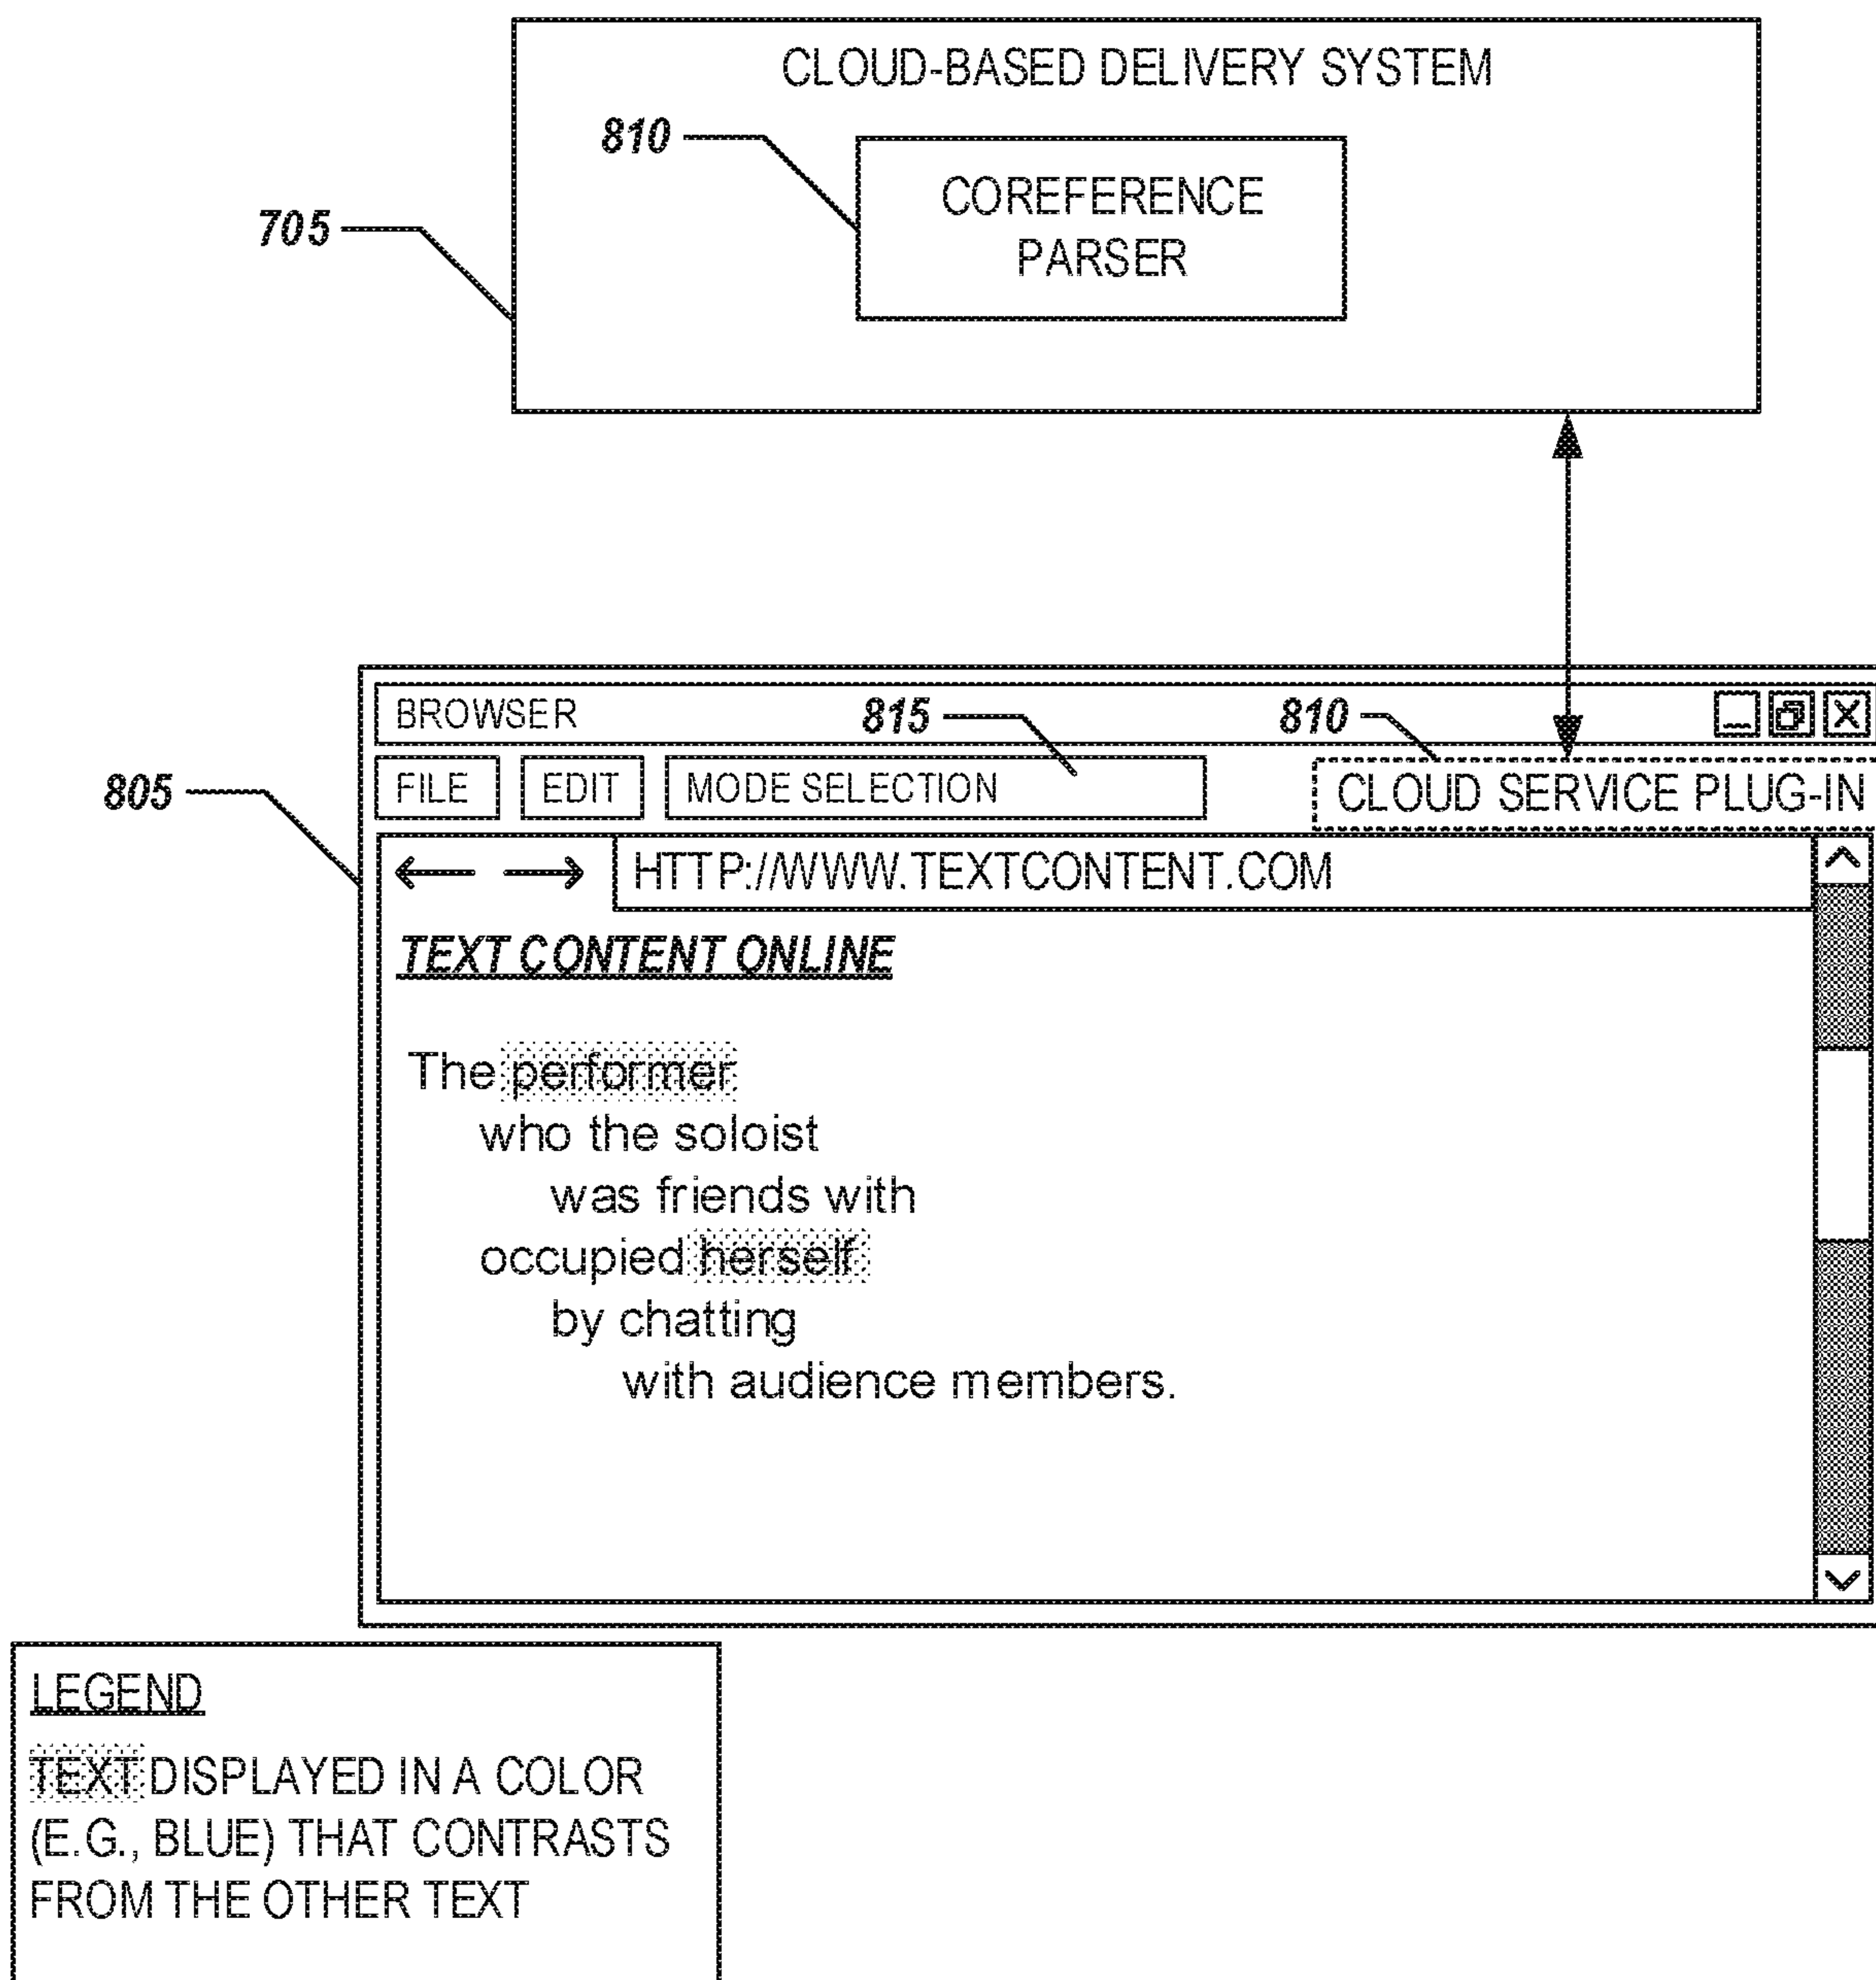 CLOUD-BASED DELIVERY SYSTEM
810
COREFERENCE
PARSER
705
BROWSER
815
810
805
FILE
EDIT
MODE SELECTION
CLOUD SERVICE PLUG-IN
HTTP://WWW.TEXTCONTENT.COM
TEXT CONTENT ONLINE
The performer
who the soloist
was friends with
occupied herself
by chatting
with audience members.
LEGEND
TEXT DISPLAYED IN A COLOR
(E.G., BLUE) THAT CONTRASTS
FROM THE OTHER TEXT